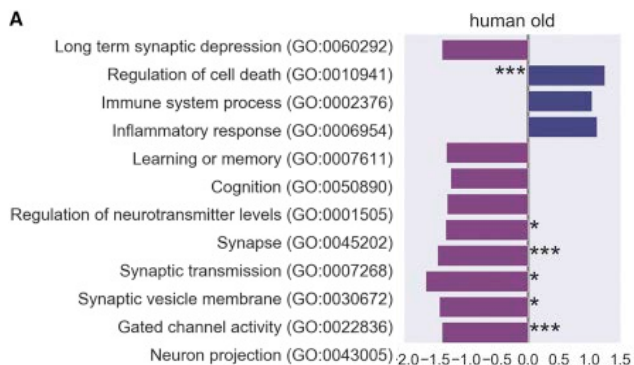 A
human old
Long term synaptic depression (GO:0060292)
Regulation of cell death (GO:0010941)
***
Immune system process (GO:0002376)
Inflammatory response (GO:0006954)
Learning or memory (GO:0007611)
Cognition (GO:0050890)
Regulation of neurotransmitter levels (GO:0001505)
*
Synapse (GO:0045202)
***
Synaptic transmission (GO:0007268)
*
Synaptic vesicle membrane (GO:0030672)
*
Gated channel activity (GO:0022836)
***
Neuron projection (GO:0043005)
-2.0 −1.5 −1.0 −0.5 0.0 0.5 1.0 1.5